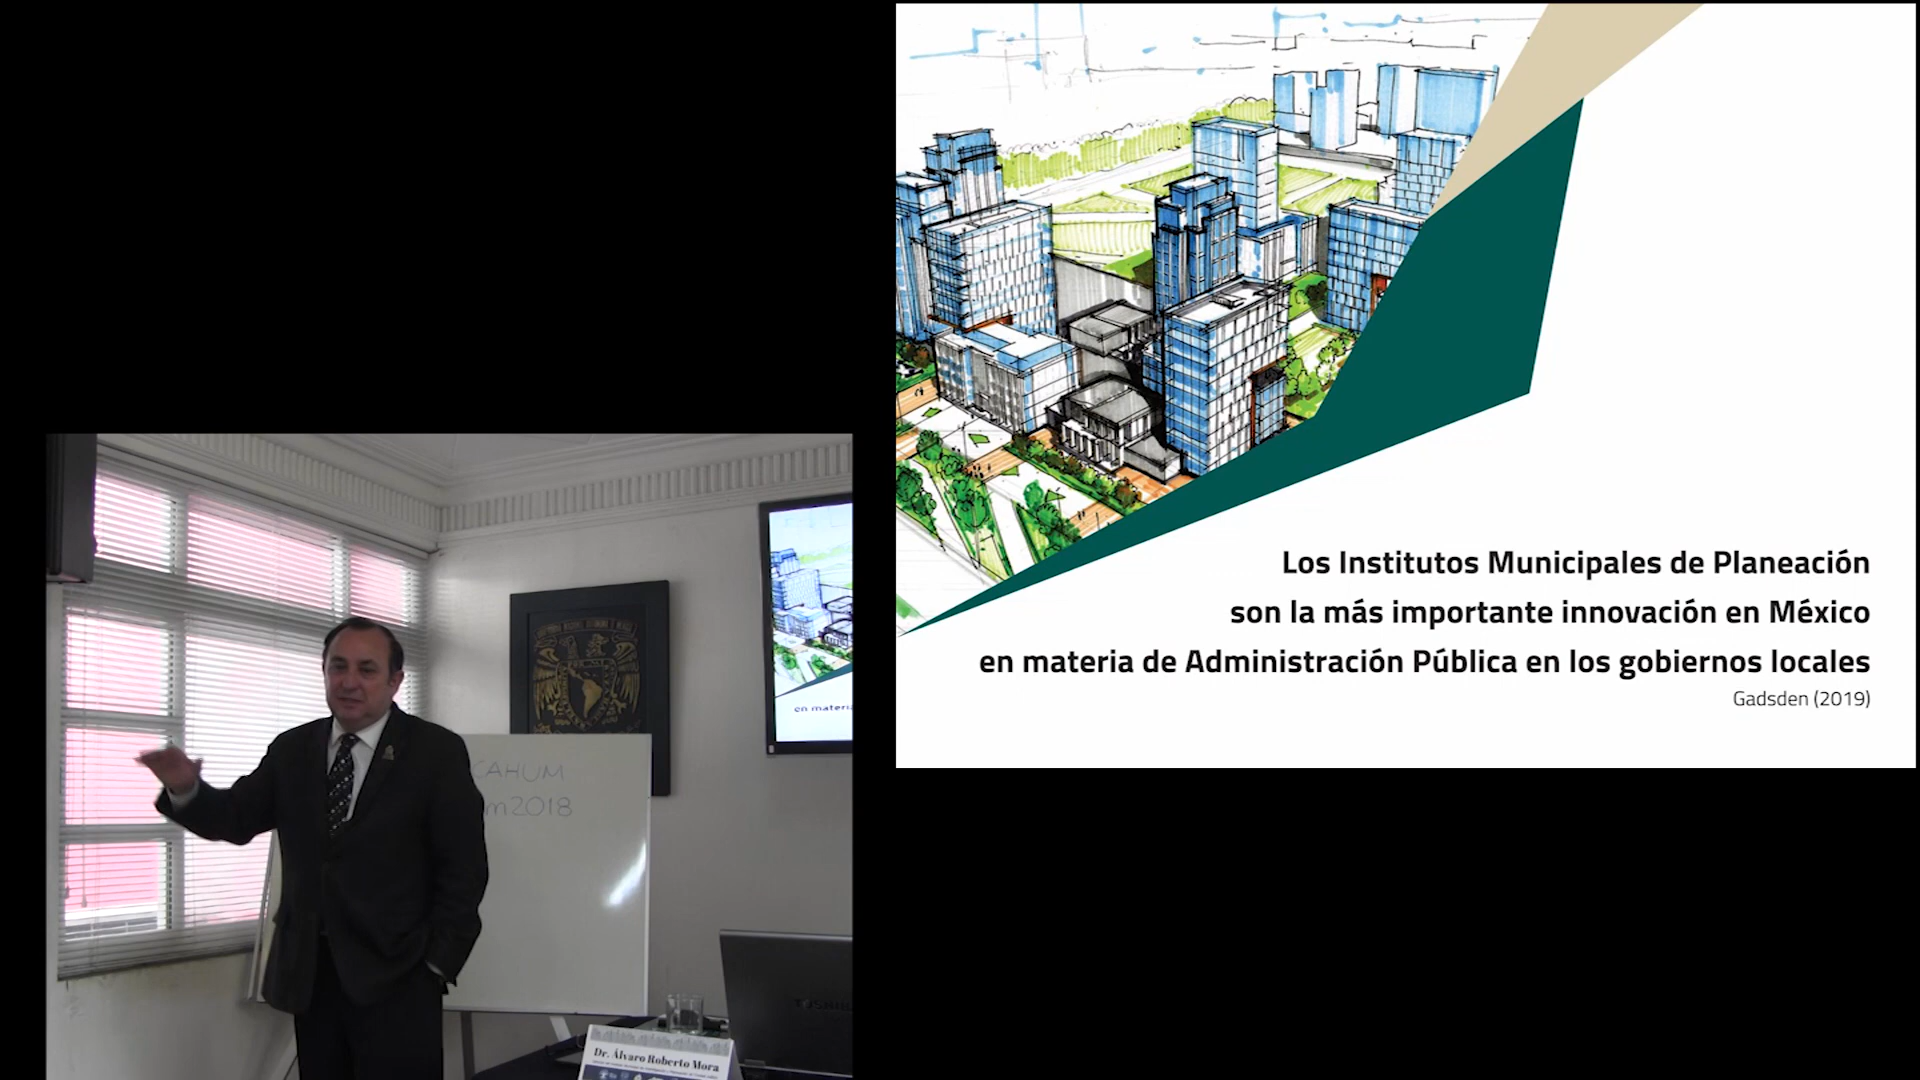 Los Institutos Municipales de Planeación
son la más importante innovación en México
en materia de Administración Pública en los gobiernos locales
Gadsden (2019)
en materia
CAHUM
m2018
TOSHIBA
Dr. Álvaro Roberto Mora